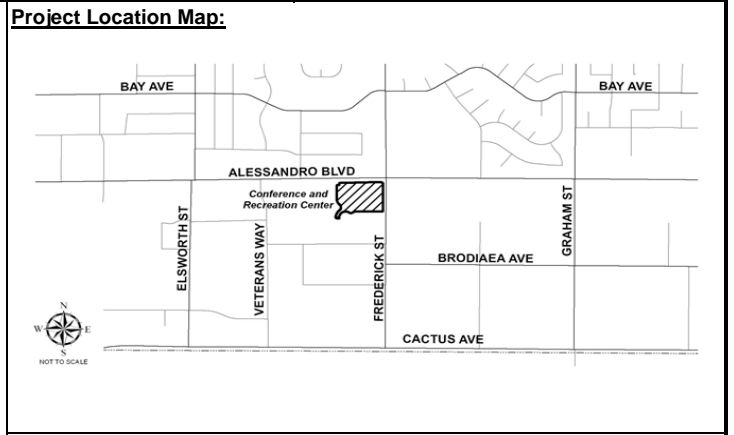 Project Location Map:
BAY AVE
BAY AVE
ALESSANDRO BLVD
Conference and
Recreation Center
ELSWORTH ST
VETERANS WAY
FREDERICK ST
GRAHAM ST
BRODIAEA AVE
CACTUS AVE
N
W
E
S
NOT TO SCALE